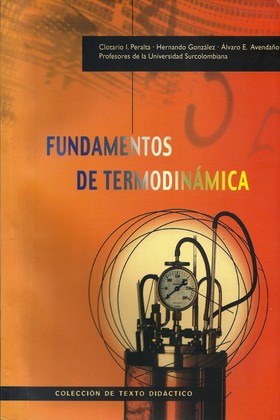 Clotario I. Peralta · Hernando González · Álvaro E. Avendaño
Profesores de la Universidad Surcolombiana
FUNDAMENTOS
DE TERMODINÁMICA
COLECCIÓN DE TEXTO DIDÁCTICO